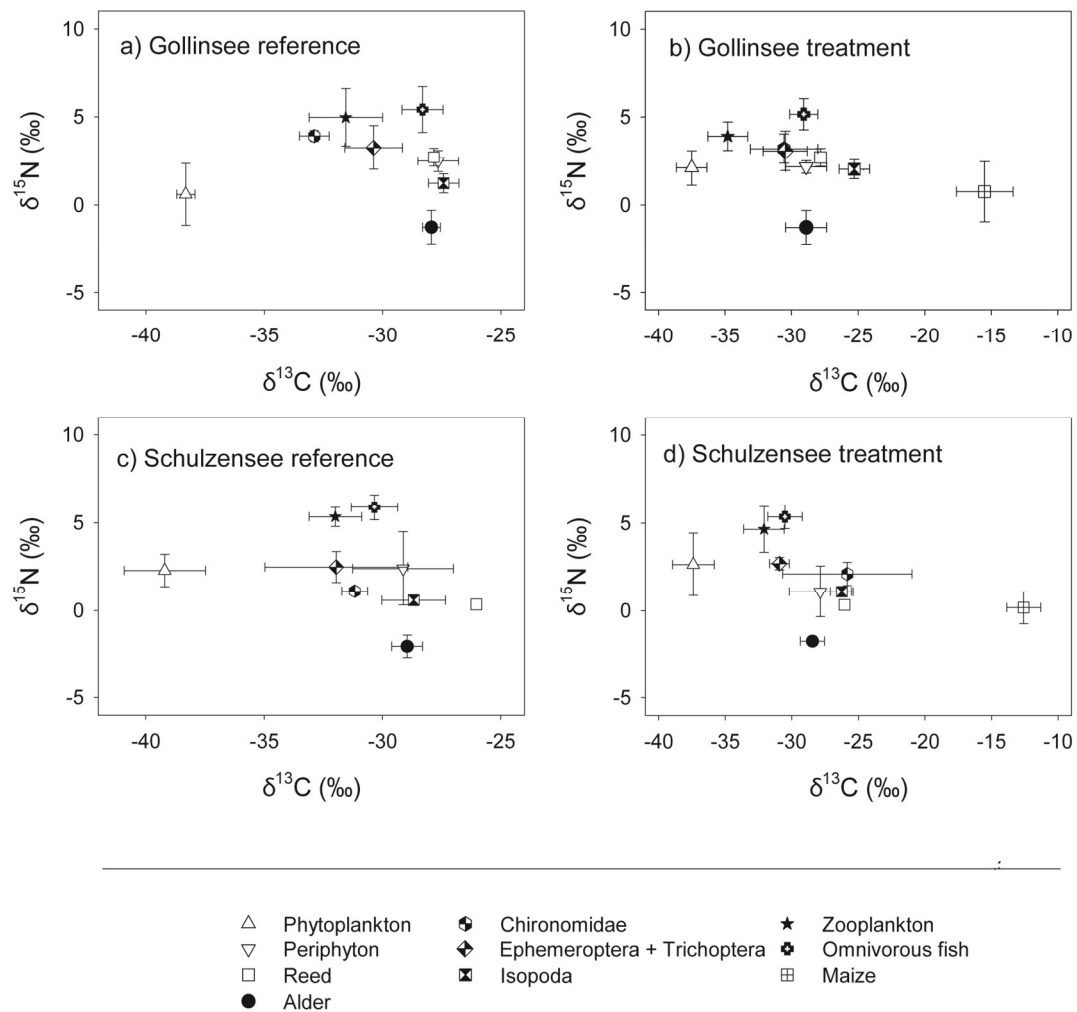 a) Gollinsee reference
10
5
0
-5
δ15N (‰)
-40 -35 -30 -25
δ13C (‰)
b) Gollinsee treatment
10
5
0
-5
δ15N (‰)
-40 -35 -30 -25 -20 -15 -10
δ13C (‰)
c) Schulzensee reference
10
5
0
-5
δ15N (‰)
-40 -35 -30 -25
δ13C (‰)
d) Schulzensee treatment
10
5
0
-5
δ15N (‰)
-40 -35 -30 -25 -20 -15 -10
δ13C (‰)
Phytoplankton
Periphyton
Reed
Alder
Chironomidae
Ephemeroptera + Trichoptera
Isopoda
Zooplankton
Omnivorous fish
Maize